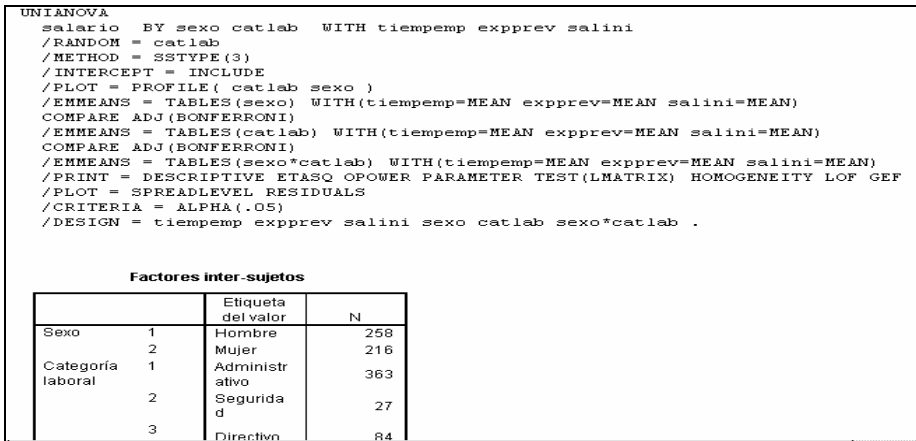 UNIANOVA
salario BY sexo catlab WITH tiempemp expprev salini
/RANDOM = catlab
/METHOD = SSTYPE(3)
/INTERCEPT = INCLUDE
/PLOT = PROFILE( catlab sexo )
/EMMEANS = TABLES(sexo) WITH(tiempemp=MEAN expprev=MEAN salini=MEAN)
COMPARE ADJ(BONFERRONI)
/EMMEANS = TABLES(catlab) WITH(tiempemp=MEAN expprev=MEAN salini=MEAN)
COMPARE ADJ(BONFERRONI)
/EMMEANS = TABLES(sexo*catlab) WITH(tiempemp=MEAN expprev=MEAN salini=MEAN)
/PRINT = DESCRIPTIVE ETASQ OPOWER PARAMETER TEST(LMATRIX) HOMOGENEITY LOF GEF
/PLOT = SPREADLEVEL RESIDUALS
/CRITERIA = ALPHA(.05)
/DESIGN = tiempemp expprev salini sexo catlab sexo*catlab .
Factores inter-sujetos
Etiqueta
del valor N
Sexo 1 Hombre 258
2 Mujer 216
Categoría
laboral 1 Administr
ativo 363
2 Segurida
d 27
3 Directivo 84